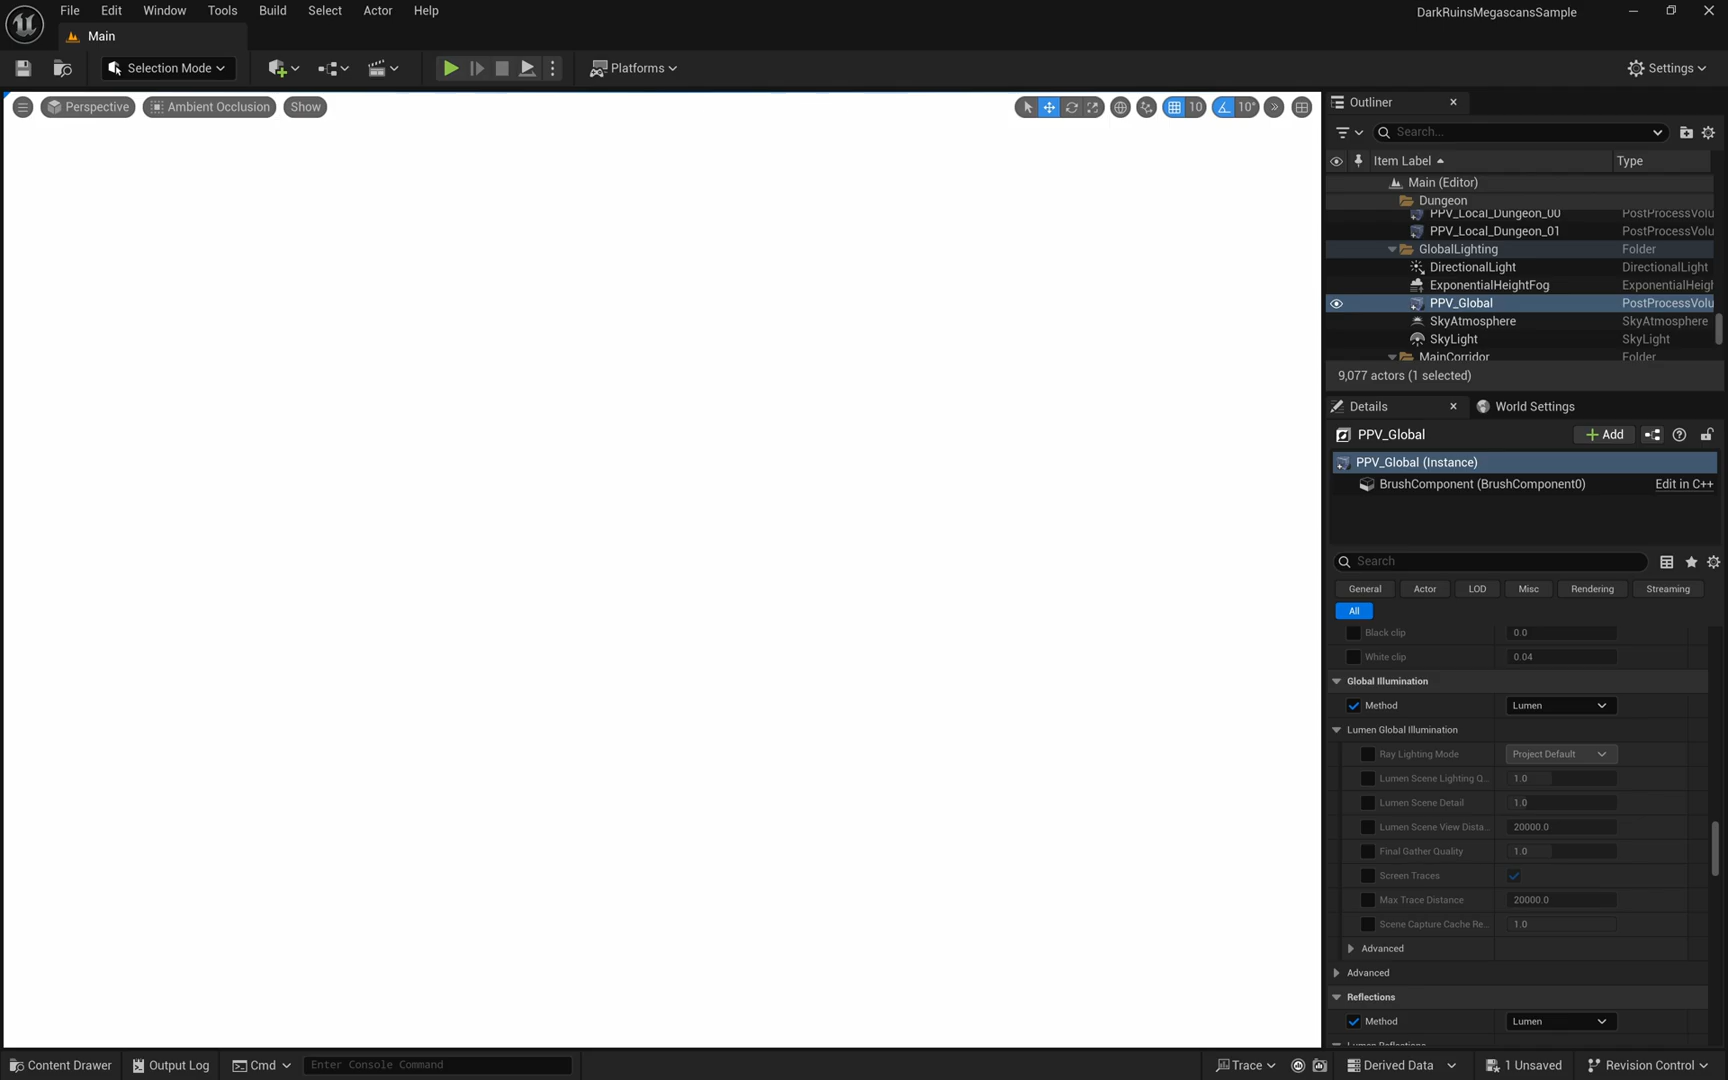 File Edit Window Tools Build Select Actor Help DarkRuinsMegascansSample
Main
Selection Mode Platforms Settings
Perspective Ambient Occlusion Show 10 10°
Outliner
Search...
Item Label Type
Main (Editor)
Dungeon
PPV_Local_Dungeon_00 PostProcessVolu
PPV_Local_Dungeon_01 PostProcessVolu
GlobalLighting Folder
DirectionalLight DirectionalLight
ExponentialHeightFog ExponentialHeigh
PPV_Global PostProcessVolu
SkyAtmosphere SkyAtmosphere
SkyLight SkyLight
MainCorridor Folder
9,077 actors (1 selected)
Details World Settings
PPV_Global Add
PPV_Global (Instance)
BrushComponent (BrushComponent0) Edit in C++
Search
General Actor LOD Misc Rendering Streaming
All
Black clip 0.0
White clip 0.04
Global Illumination
Method Lumen
Lumen Global Illumination
Ray Lighting Mode Project Default
Lumen Scene Lighting Q... 1.0
Lumen Scene Detail 1.0
Lumen Scene View Dista... 20000.0
Final Gather Quality 1.0
Screen Traces
Max Trace Distance 20000.0
Scene Capture Cache Re... 1.0
Advanced
Advanced
Reflections
Method Lumen
Lumen Reflections
Content Drawer Output Log Cmd Enter Console Command Trace Derived Data 1 Unsaved Revision Control